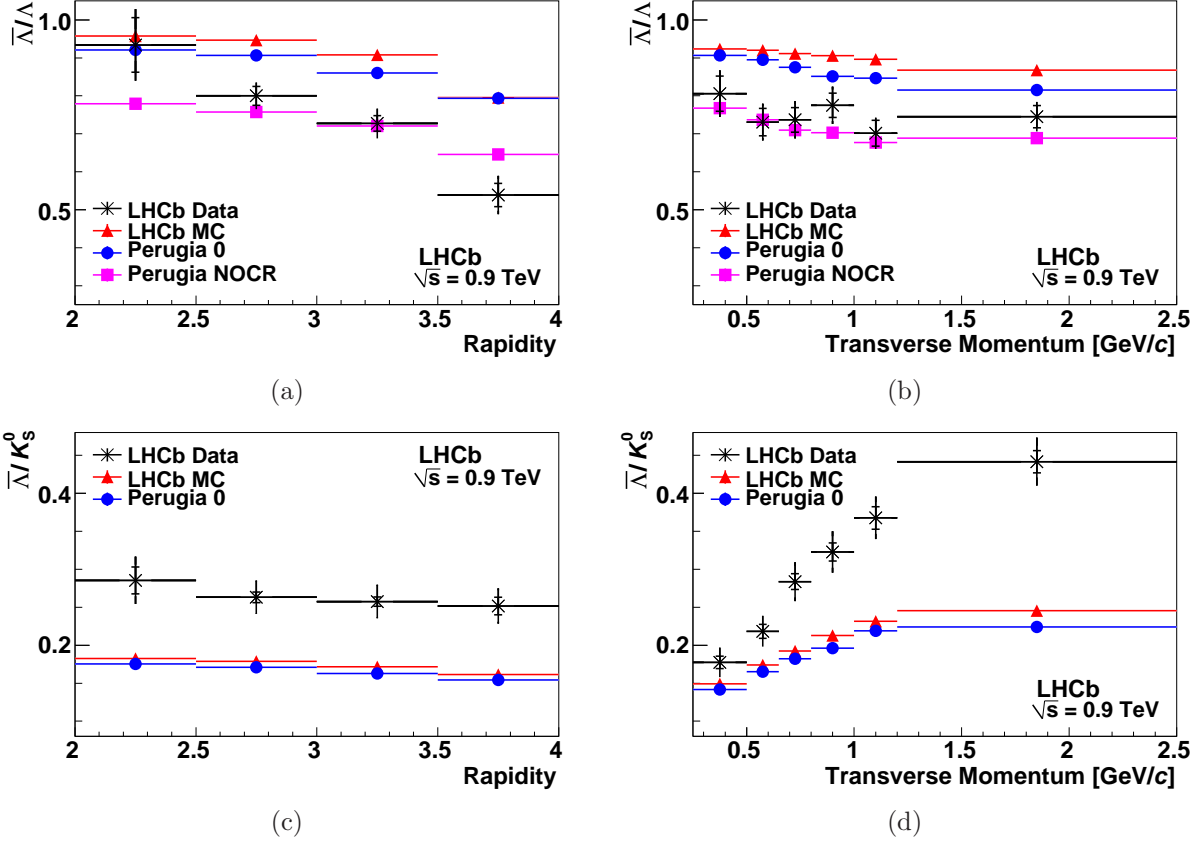 Λ̅/Λ
1.0
0.5
LHCb Data
LHCb MC
Perugia 0
Perugia NOCR
LHCb
√s = 0.9 TeV
2 2.5 3 3.5 4
Rapidity
(a)
Λ̅/Λ
1.0
0.5
LHCb Data
LHCb MC
Perugia 0
Perugia NOCR
LHCb
√s = 0.9 TeV
0.5 1 1.5 2 2.5
Transverse Momentum [GeV/c]
(b)
Λ̅/K⁰S
0.4
0.2
LHCb Data
LHCb MC
Perugia 0
LHCb
√s = 0.9 TeV
2 2.5 3 3.5 4
Rapidity
(c)
Λ̅/K⁰S
0.4
0.2
LHCb Data
LHCb MC
Perugia 0
LHCb
√s = 0.9 TeV
0.5 1 1.5 2 2.5
Transverse Momentum [GeV/c]
(d)